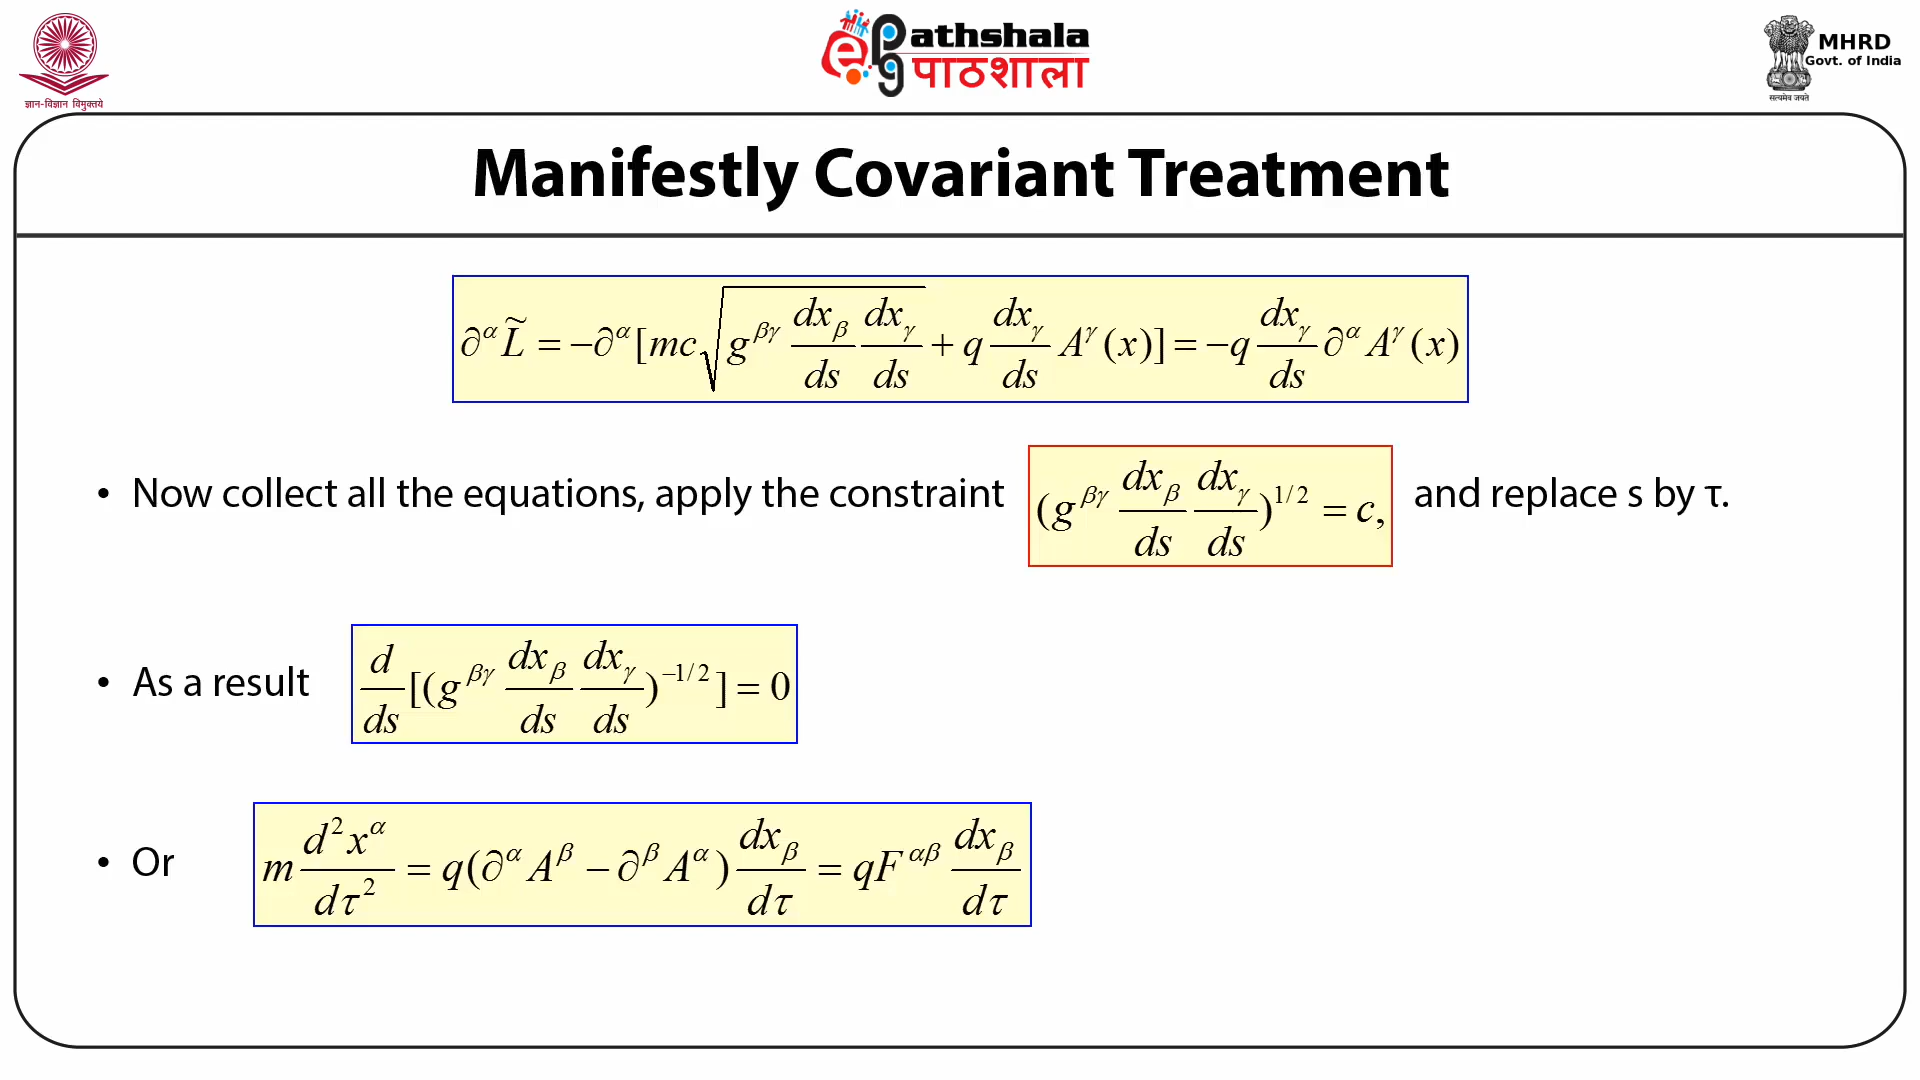 ePathshala
पाठशाला
MHRD
Govt. of India
ज्ञान-विज्ञान विमुक्तये
सत्यमेव जयते
Manifestly Covariant Treatment
∂^α L̃ = −∂^α [mc√(g^{βγ} dx_β/ds dx_γ/ds) + q dx_γ/ds A^γ(x)] = −q dx_γ/ds ∂^α A^γ(x)
• Now collect all the equations, apply the constraint (g^{βγ} dx_β/ds dx_γ/ds)^{1/2} = c, and replace s by τ.
• As a result d/ds [(g^{βγ} dx_β/ds dx_γ/ds)^{−1/2}] = 0
• Or m d²x^α/dτ² = q(∂^α A^β − ∂^β A^α) dx_β/dτ = qF^{αβ} dx_β/dτ